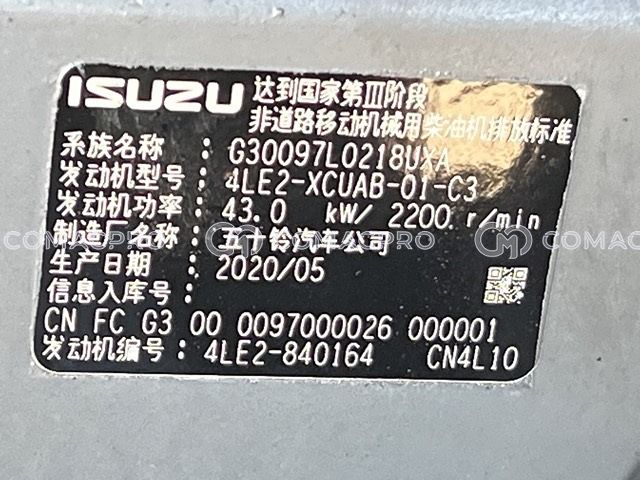 ISUZU
达到国家第Ⅲ阶段
非道路移动机械用柴油机排放标准
系族名称: G30097L0218UXA
发动机型号: 4LE2-XCUAB-01-C3
发动机功率: 43.0 kW/ 2200 r/min
制造厂名称: 五十铃汽车公司
COMACPRO COMACPRO COMACPRO
生产日期: 2020/05
信息入库号:
CN FC G3 00 0097000026 000001
发动机编号: 4LE2-840164 CN4L10